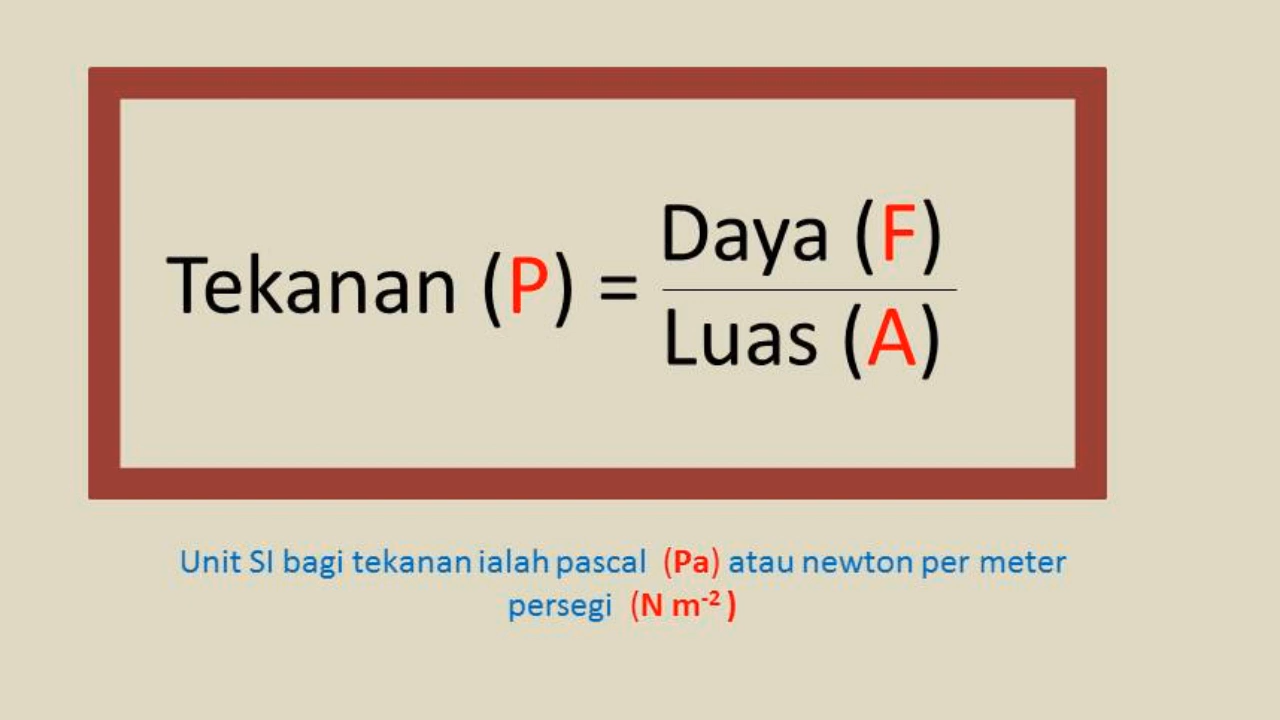 Tekanan (P) = Daya (F)
Luas (A)
Unit SI bagi tekanan ialah pascal (Pa) atau newton per meter
persegi (N m⁻²)